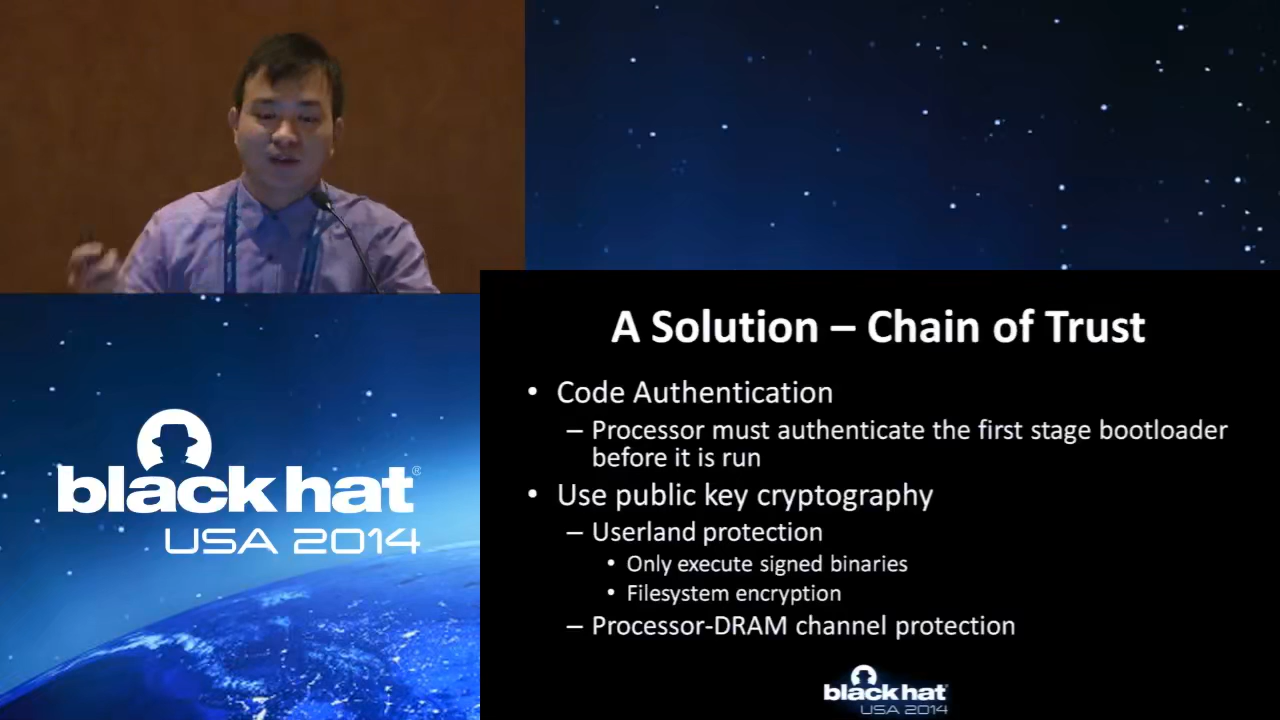 black hat®
USA 2014
A Solution – Chain of Trust
• Code Authentication
– Processor must authenticate the first stage bootloader
before it is run
• Use public key cryptography
– Userland protection
• Only execute signed binaries
• Filesystem encryption
– Processor-DRAM channel protection
black hat
USA 2014